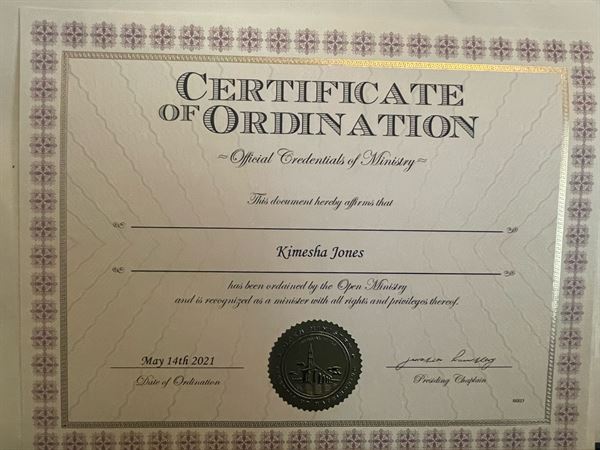 CERTIFICATE
OF ORDINATION
Official Credentials of Ministry
This document hereby affirms that
Kimesha Jones
has been ordained by the Open Ministry
and is recognized as a minister with all rights and privileges thereof.
May 14th 2021
Date of Ordination
Presiding Chaplain